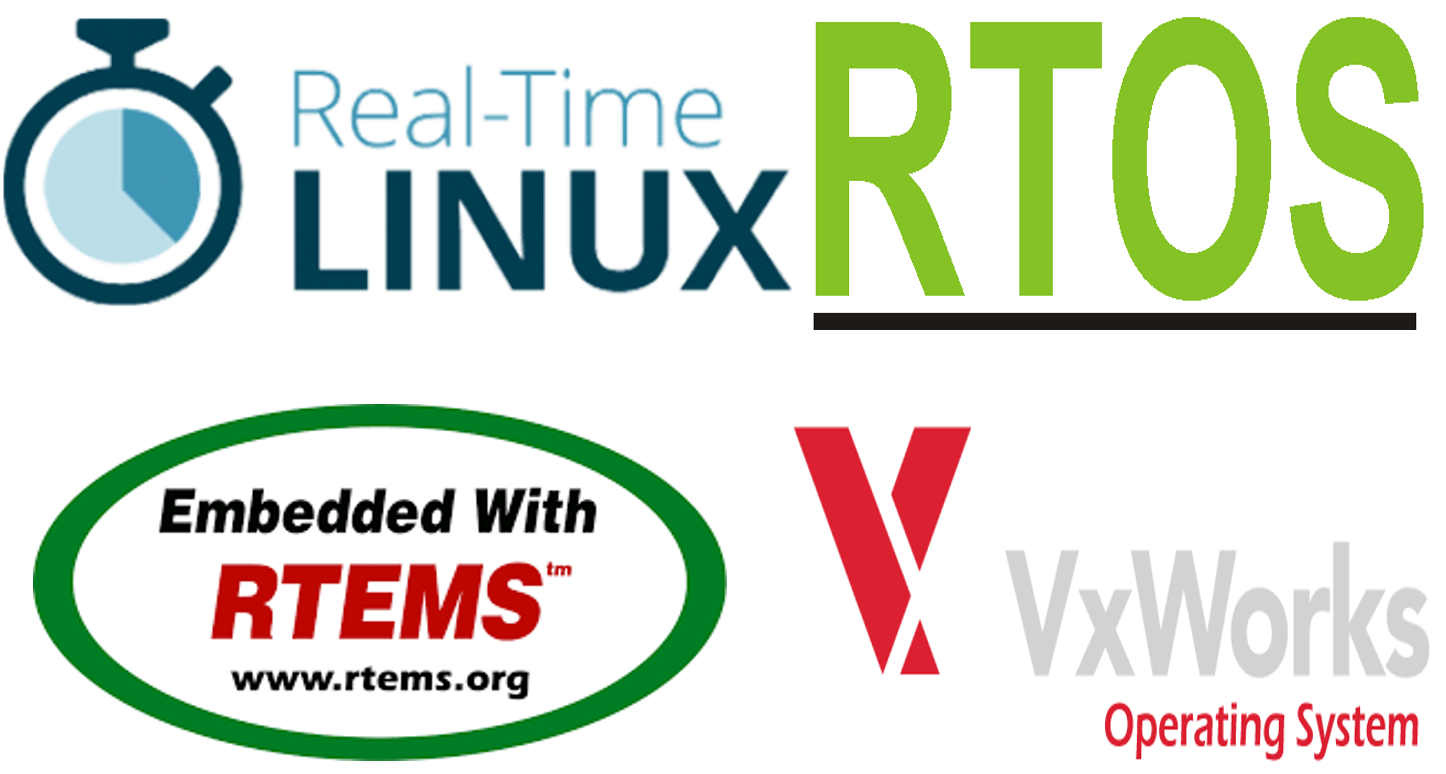 Real-Time
LINUX
RTOS
Embedded With
RTEMS™
www.rtems.org
VxWorks
Operating System